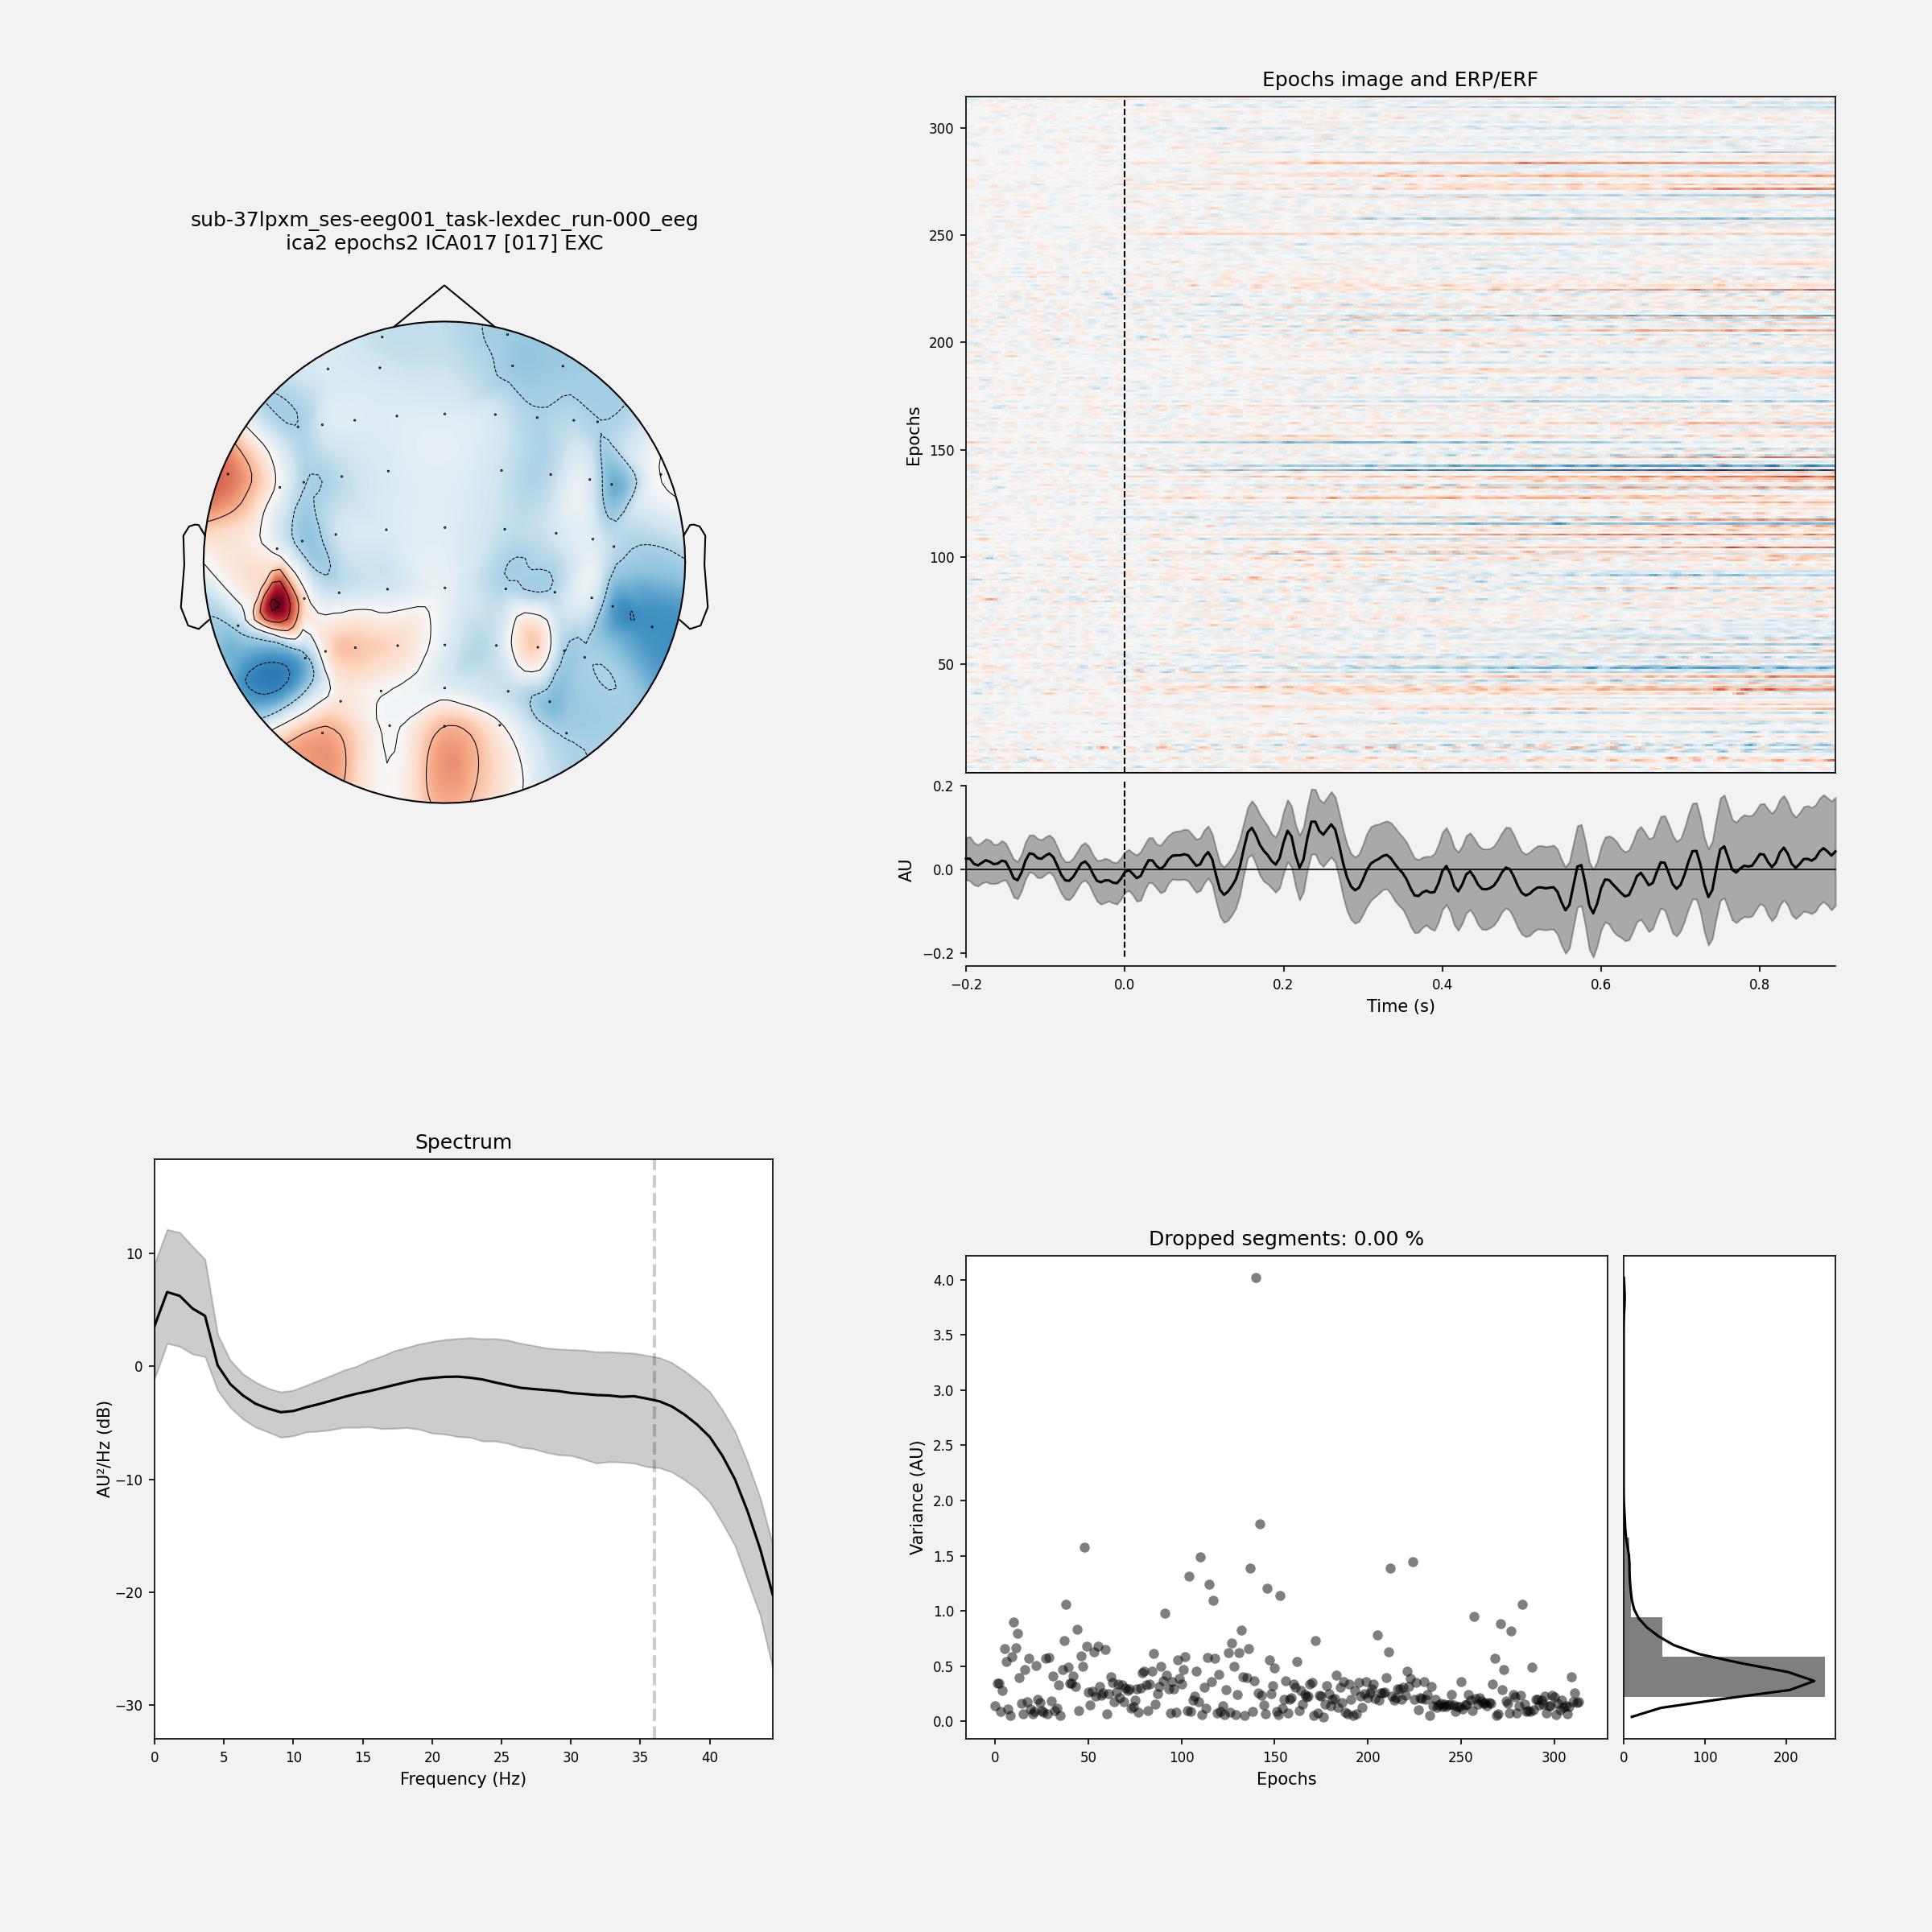 sub-37lpxm_ses-eeg001_task-lexdec_run-000_eeg
ica2 epochs2 ICA017 [017] EXC
Epochs image and ERP/ERF
300
250
200
150
100
50
Epochs
0.2
0.0
−0.2
AU
−0.2 0.0 0.2 0.4 0.6 0.8
Time (s)
Spectrum
10
0
−10
−20
−30
AU²/Hz (dB)
0 5 10 15 20 25 30 35 40
Frequency (Hz)
Dropped segments: 0.00 %
4.0
3.5
3.0
2.5
2.0
1.5
1.0
0.5
0.0
Variance (AU)
0 50 100 150 200 250 300
Epochs
0 100 200